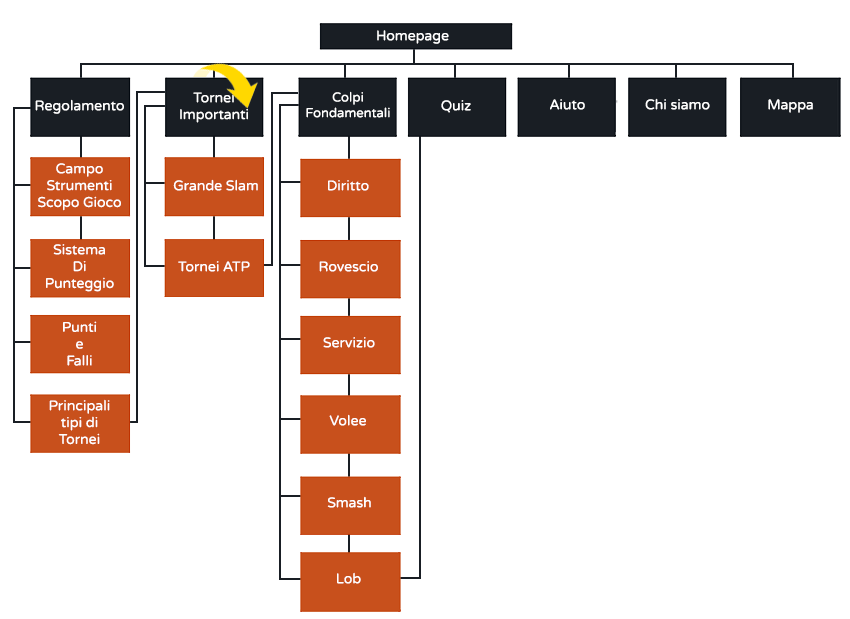 Homepage
Regolamento
Tornei
Importanti
Colpi
Fondamentali
Quiz
Aiuto
Chi siamo
Mappa
Campo
Strumenti
Scopo Gioco
Sistema
Di
Punteggio
Punti
e
Falli
Principali
tipi di
Tornei
Grande Slam
Tornei ATP
Diritto
Rovescio
Servizio
Volee
Smash
Lob